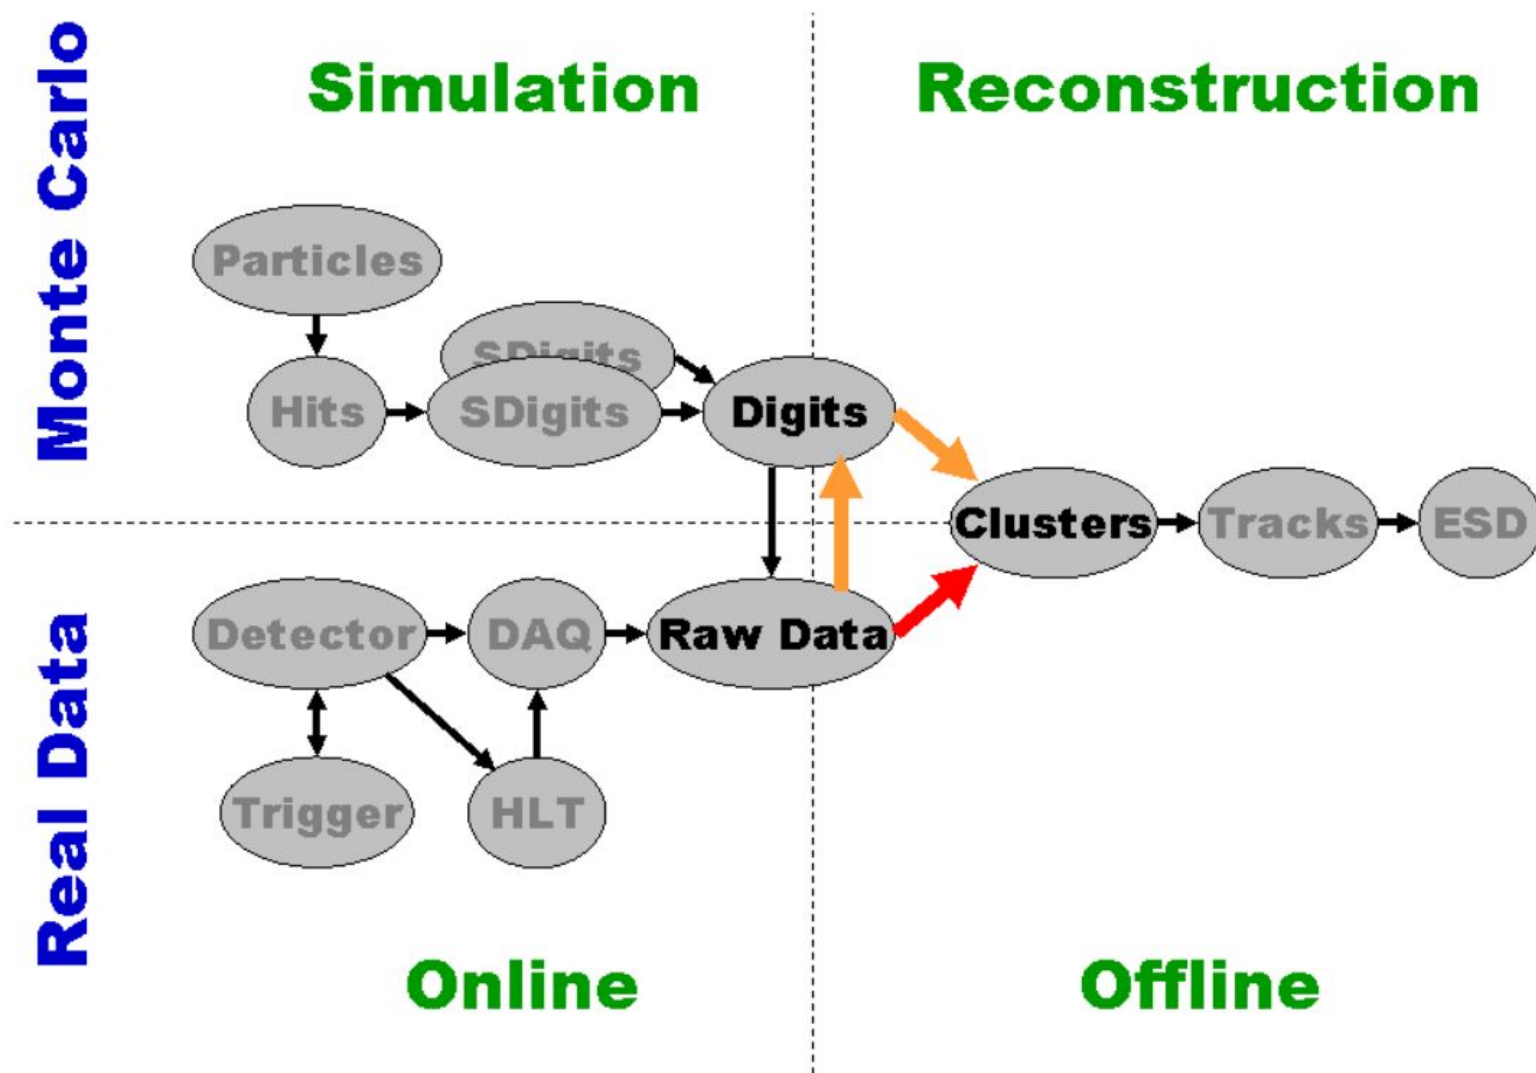 Monte Carlo
Simulation
Reconstruction
Particles
SDigits
Hits
SDigits
Digits
Clusters
Tracks
ESD
Real Data
Detector
DAQ
Raw Data
Trigger
HLT
Online
Offline